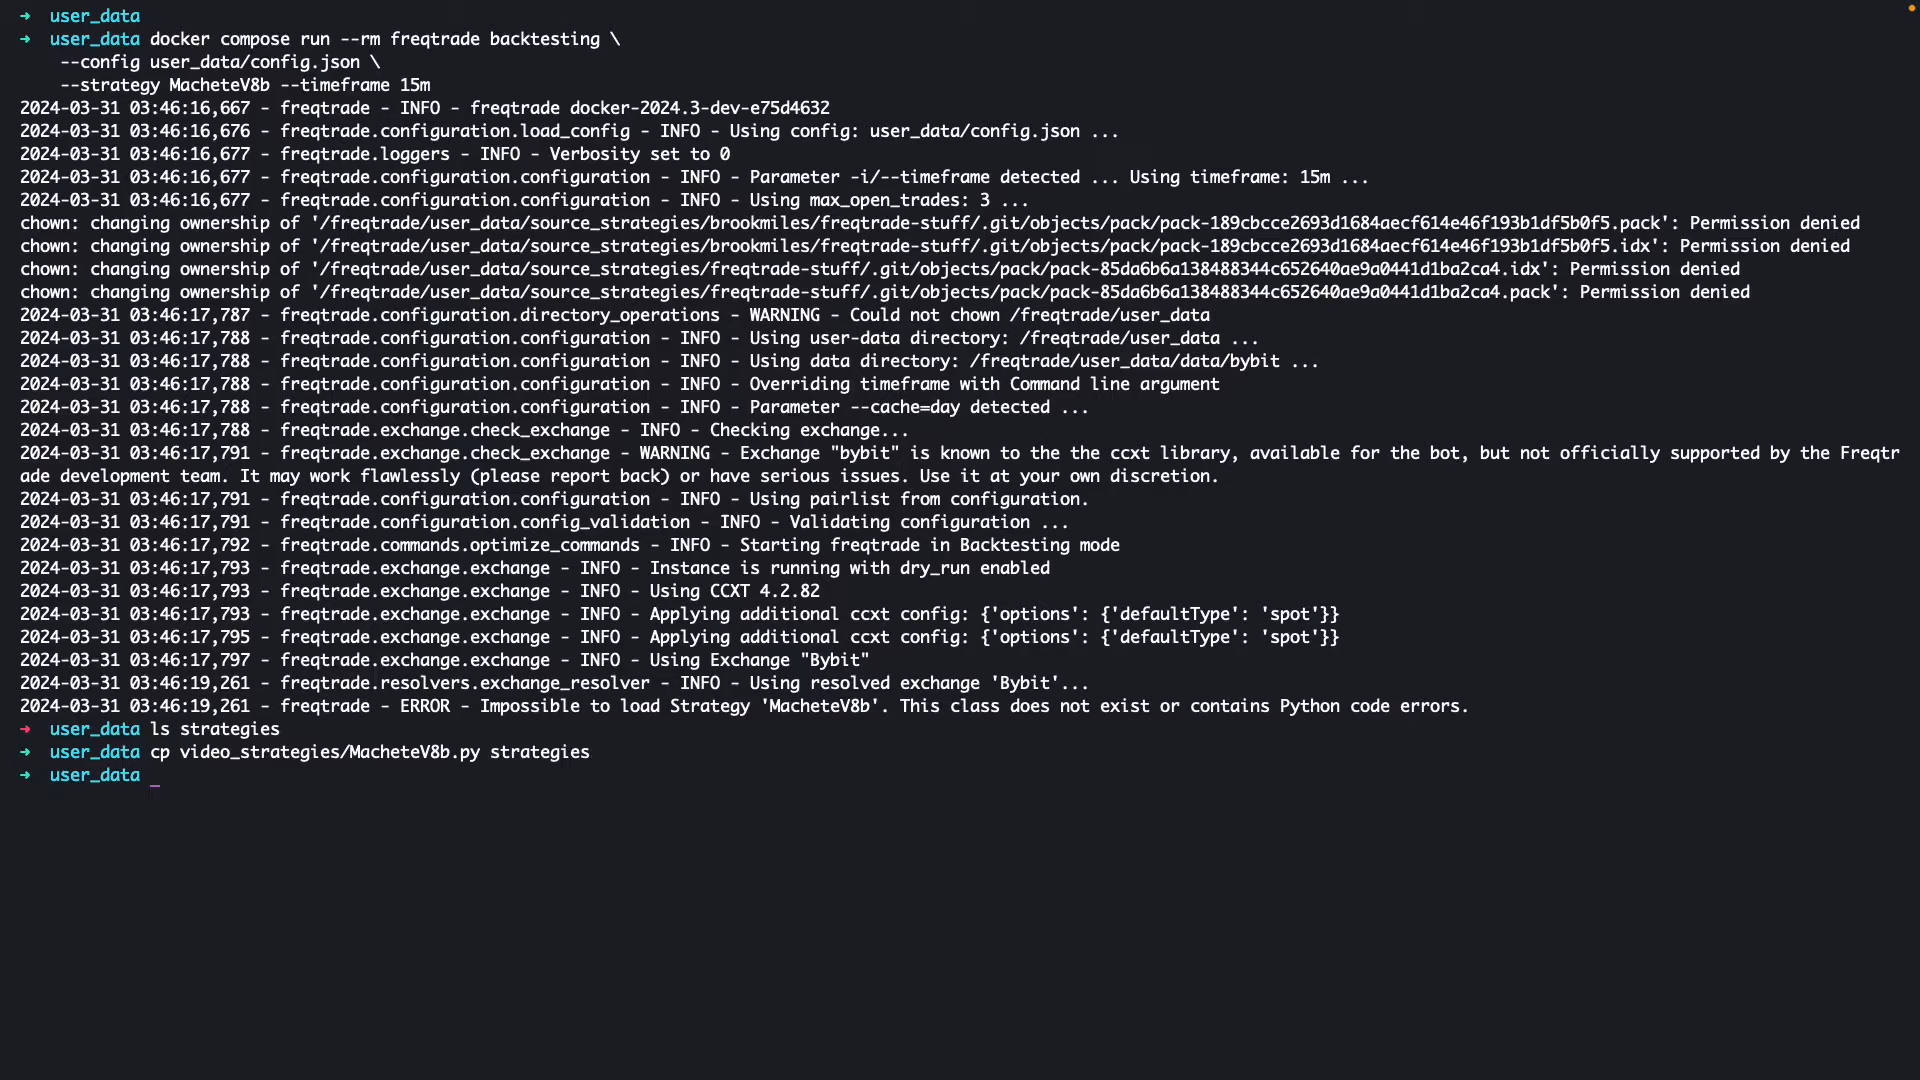 ➜  user_data
➜  user_data docker compose run --rm freqtrade backtesting \
    --config user_data/config.json \
    --strategy MacheteV8b --timeframe 15m
2024-03-31 03:46:16,667 - freqtrade - INFO - freqtrade docker-2024.3-dev-e75d4632
2024-03-31 03:46:16,676 - freqtrade.configuration.load_config - INFO - Using config: user_data/config.json ...
2024-03-31 03:46:16,677 - freqtrade.loggers - INFO - Verbosity set to 0
2024-03-31 03:46:16,677 - freqtrade.configuration.configuration - INFO - Parameter -i/--timeframe detected ... Using timeframe: 15m ...
2024-03-31 03:46:16,677 - freqtrade.configuration.configuration - INFO - Using max_open_trades: 3 ...
chown: changing ownership of '/freqtrade/user_data/source_strategies/brookmiles/freqtrade-stuff/.git/objects/pack/pack-189cbcce2693d1684aecf614e46f193b1df5b0f5.pack': Permission denied
chown: changing ownership of '/freqtrade/user_data/source_strategies/brookmiles/freqtrade-stuff/.git/objects/pack/pack-189cbcce2693d1684aecf614e46f193b1df5b0f5.idx': Permission denied
chown: changing ownership of '/freqtrade/user_data/source_strategies/freqtrade-stuff/.git/objects/pack/pack-85da6b6a138488344c652640ae9a0441d1ba2ca4.idx': Permission denied
chown: changing ownership of '/freqtrade/user_data/source_strategies/freqtrade-stuff/.git/objects/pack/pack-85da6b6a138488344c652640ae9a0441d1ba2ca4.pack': Permission denied
2024-03-31 03:46:17,787 - freqtrade.configuration.directory_operations - WARNING - Could not chown /freqtrade/user_data
2024-03-31 03:46:17,788 - freqtrade.configuration.configuration - INFO - Using user-data directory: /freqtrade/user_data ...
2024-03-31 03:46:17,788 - freqtrade.configuration.configuration - INFO - Using data directory: /freqtrade/user_data/data/bybit ...
2024-03-31 03:46:17,788 - freqtrade.configuration.configuration - INFO - Overriding timeframe with Command line argument
2024-03-31 03:46:17,788 - freqtrade.configuration.configuration - INFO - Parameter --cache=day detected ...
2024-03-31 03:46:17,788 - freqtrade.exchange.check_exchange - INFO - Checking exchange...
2024-03-31 03:46:17,791 - freqtrade.exchange.check_exchange - WARNING - Exchange "bybit" is known to the the ccxt library, available for the bot, but not officially supported by the Freqtr
ade development team. It may work flawlessly (please report back) or have serious issues. Use it at your own discretion.
2024-03-31 03:46:17,791 - freqtrade.configuration.configuration - INFO - Using pairlist from configuration.
2024-03-31 03:46:17,791 - freqtrade.configuration.config_validation - INFO - Validating configuration ...
2024-03-31 03:46:17,792 - freqtrade.commands.optimize_commands - INFO - Starting freqtrade in Backtesting mode
2024-03-31 03:46:17,793 - freqtrade.exchange.exchange - INFO - Instance is running with dry_run enabled
2024-03-31 03:46:17,793 - freqtrade.exchange.exchange - INFO - Using CCXT 4.2.82
2024-03-31 03:46:17,793 - freqtrade.exchange.exchange - INFO - Applying additional ccxt config: {'options': {'defaultType': 'spot'}}
2024-03-31 03:46:17,795 - freqtrade.exchange.exchange - INFO - Applying additional ccxt config: {'options': {'defaultType': 'spot'}}
2024-03-31 03:46:17,797 - freqtrade.exchange.exchange - INFO - Using Exchange "Bybit"
2024-03-31 03:46:19,261 - freqtrade.resolvers.exchange_resolver - INFO - Using resolved exchange 'Bybit'...
2024-03-31 03:46:19,261 - freqtrade - ERROR - Impossible to load Strategy 'MacheteV8b'. This class does not exist or contains Python code errors.
➜  user_data ls strategies
➜  user_data cp video_strategies/MacheteV8b.py strategies
➜  user_data _